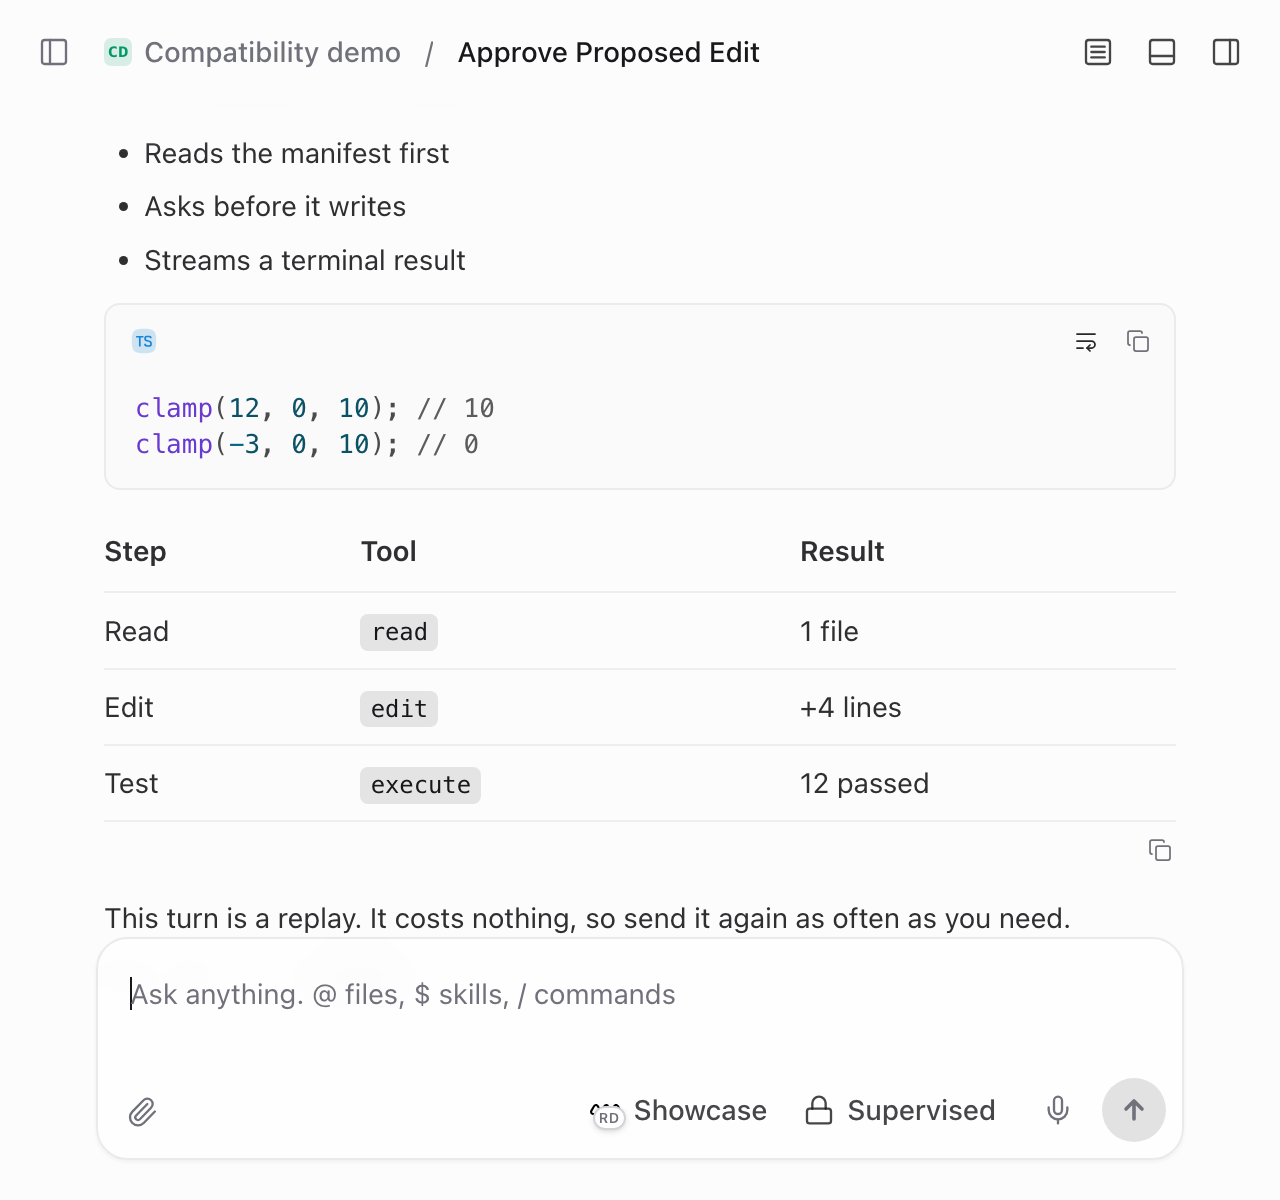 CD Compatibility demo / Approve Proposed Edit
• Reads the manifest first
• Asks before it writes
• Streams a terminal result
TS
clamp(12, 0, 10); // 10
clamp(-3, 0, 10); // 0
Step Tool Result
Read read 1 file
Edit edit +4 lines
Test execute 12 passed
This turn is a replay. It costs nothing, so send it again as often as you need.
Ask anything. @ files, $ skills, / commands
RD Showcase Supervised